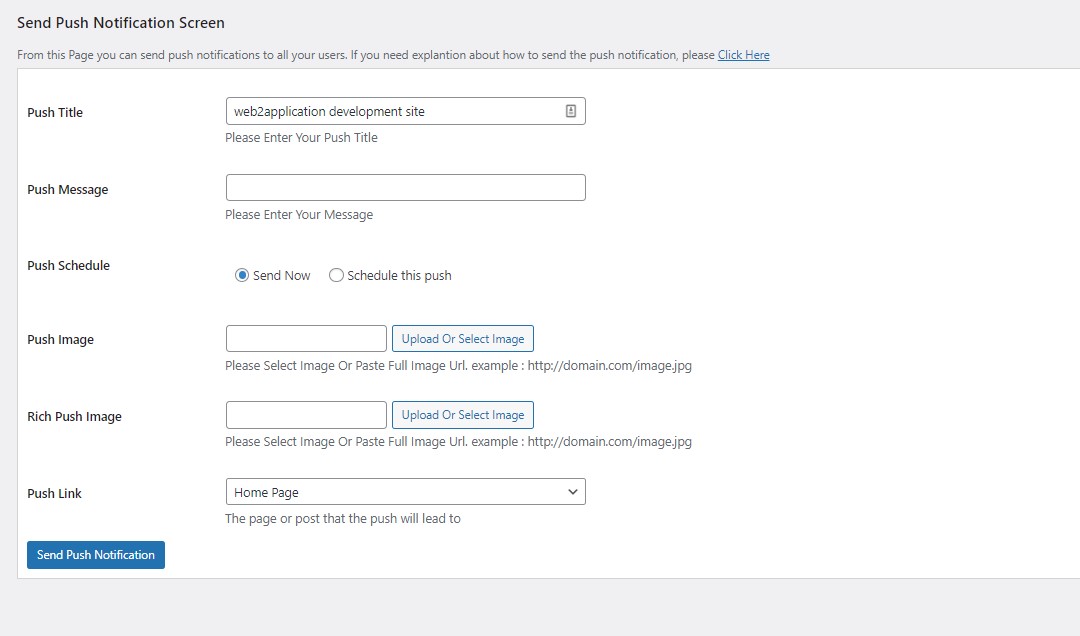 Send Push Notification Screen
From this Page you can send push notifications to all your users. If you need explantion about how to send the push notification, please Click Here
Push Title
web2application development site
Please Enter Your Push Title
Push Message
Please Enter Your Message
Push Schedule
Send Now Schedule this push
Push Image
Upload Or Select Image
Please Select Image Or Paste Full Image Url. example : http://domain.com/image.jpg
Rich Push Image
Upload Or Select Image
Please Select Image Or Paste Full Image Url. example : http://domain.com/image.jpg
Push Link
Home Page
The page or post that the push will lead to
Send Push Notification